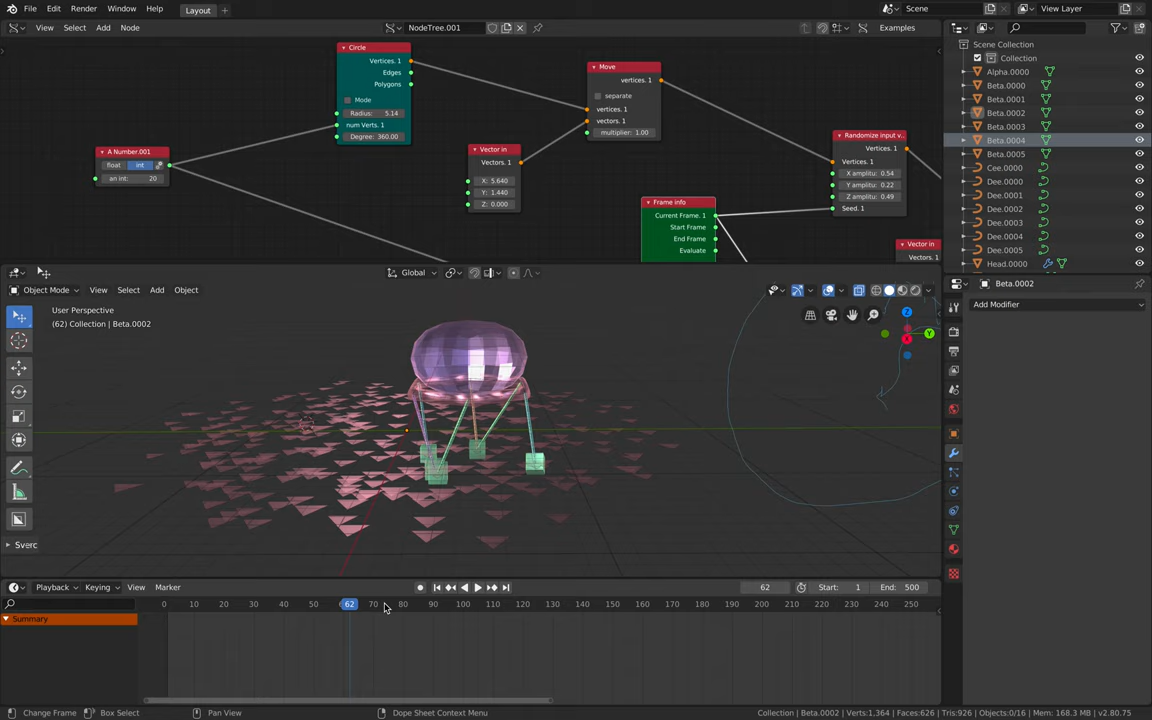 File Edit Render Window Help Layout + Scene View Layer
View Select Add Node NodeTree.001 Examples
Circle
Vertices. 1
Edges
Polygons
Mode
Radius: 5.14
num Verts. 1
Degree: 360.00
A Number.001
float int
an int: 20
Vector in
Vectors. 1
X: 5.640
Y: 1.440
Z: 0.000
Move
vertices. 1
separate
vertices. 1
vectors. 1
multiplier: 1.00
Frame info
Current Frame. 1
Start Frame
End Frame
Evaluate
Randomize input v..
Vertices. 1
Vertices. 1
X amplitu: 0.54
Y amplitu: 0.22
Z amplitu: 0.49
Seed. 1
Vector in
Vectors. 1
Scene Collection
Collection
Alpha.0000
Beta.0000
Beta.0001
Beta.0002
Beta.0003
Beta.0004
Beta.0005
Cee.0000
Dee.0000
Dee.0001
Dee.0002
Dee.0003
Dee.0004
Dee.0005
Head.0000
Global
Object Mode View Select Add Object
User Perspective
(62) Collection | Beta.0002
Z
Y
X
Sverc
Beta.0002
Add Modifier
Playback Keying View Marker 62 Start: 1 End: 500
0 10 20 30 40 50 62 70 80 90 100 110 120 130 140 150 160 170 180 190 200 210 220 230 240 250
Summary
Change Frame Box Select Pan View Dope Sheet Context Menu Collection | Beta.0002 | Verts:1,364 | Faces:626 | Tris:926 | Objects:0/16 | Mem: 168.3 MB | v2.80.75